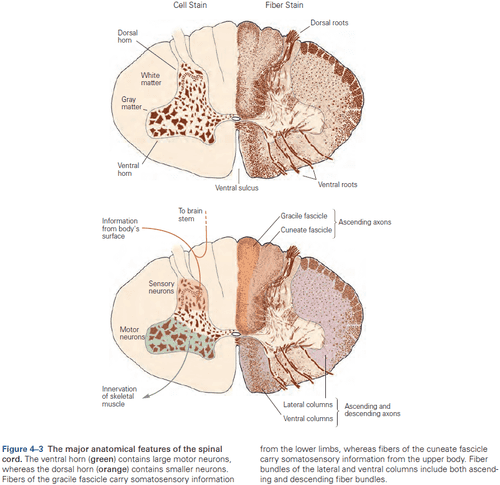 Cell Stain
Fiber Stain
Dorsal
horn
Dorsal roots
White
matter
Gray
matter
Ventral
horn
Ventral sulcus
Ventral roots
To brain
stem
Information
from body's
surface
Gracile fascicle
Cuneate fascicle
Ascending axons
Sensory
neurons
Motor
neurons
Innervation
of skeletal
muscle
Lateral columns
Ventral columns
Ascending and
descending axons
Figure 4–3 The major anatomical features of the spinal
cord. The ventral horn (green) contains large motor neurons,
whereas the dorsal horn (orange) contains smaller neurons.
Fibers of the gracile fascicle carry somatosensory information
from the lower limbs, whereas fibers of the cuneate fascicle
carry somatosensory information from the upper body. Fiber
bundles of the lateral and ventral columns include both ascend-
ing and descending fiber bundles.